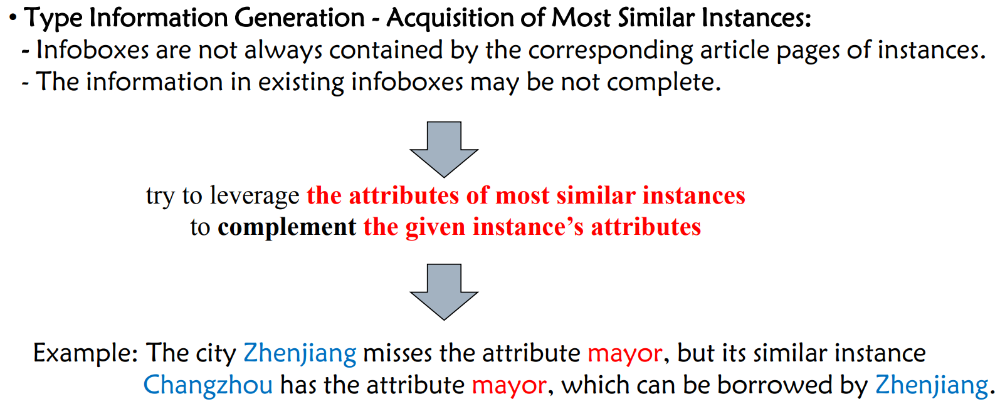 • Type Information Generation - Acquisition of Most Similar Instances:
- Infoboxes are not always contained by the corresponding article pages of instances.
- The information in existing infoboxes may be not complete.
try to leverage the attributes of most similar instances
to complement the given instance’s attributes
Example: The city Zhenjiang misses the attribute mayor, but its similar instance
Changzhou has the attribute mayor, which can be borrowed by Zhenjiang.